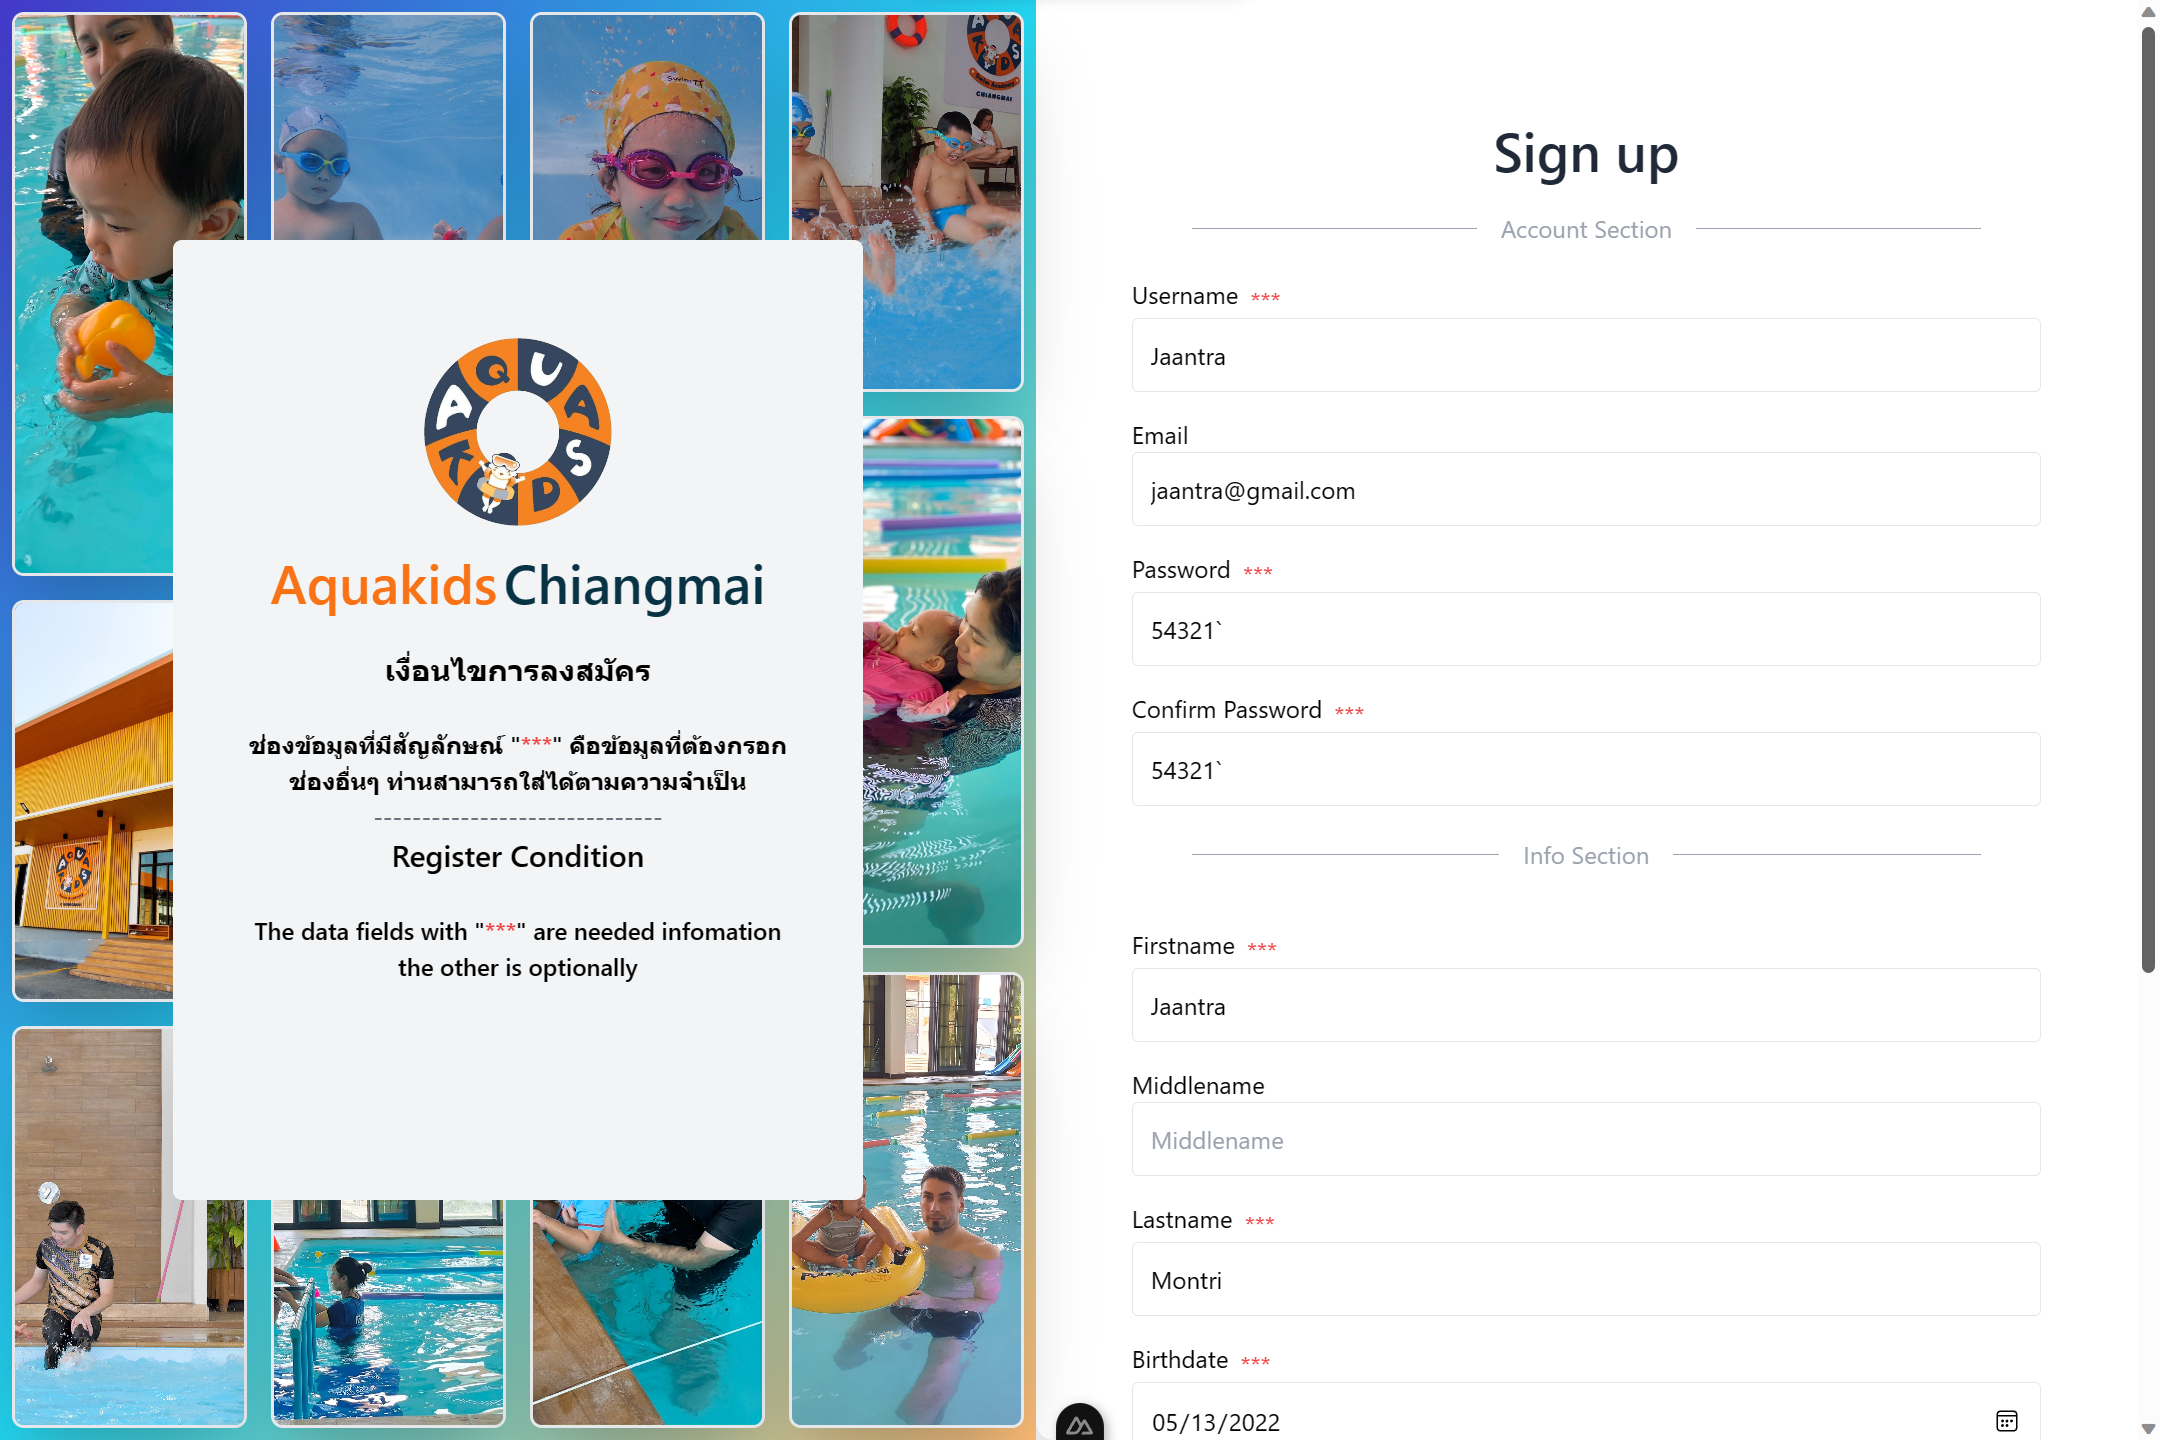 AQUA KIDS
Aquakids Chiangmai
เงื่อนไขการลงสมัคร
ช่องข้อมูลที่มีสัญลักษณ์ "***" คือข้อมูลที่ต้องกรอก
ช่องอื่นๆ ท่านสามารถใส่ได้ตามความจำเป็น
------------------------------
Register Condition
The data fields with "***" are needed infomation
the other is optionally
Sign up
Account Section
Username ***
Jaantra
Email
jaantra@gmail.com
Password ***
54321`
Confirm Password ***
54321`
Info Section
Firstname ***
Jaantra
Middlename
Middlename
Lastname ***
Montri
Birthdate ***
05/13/2022